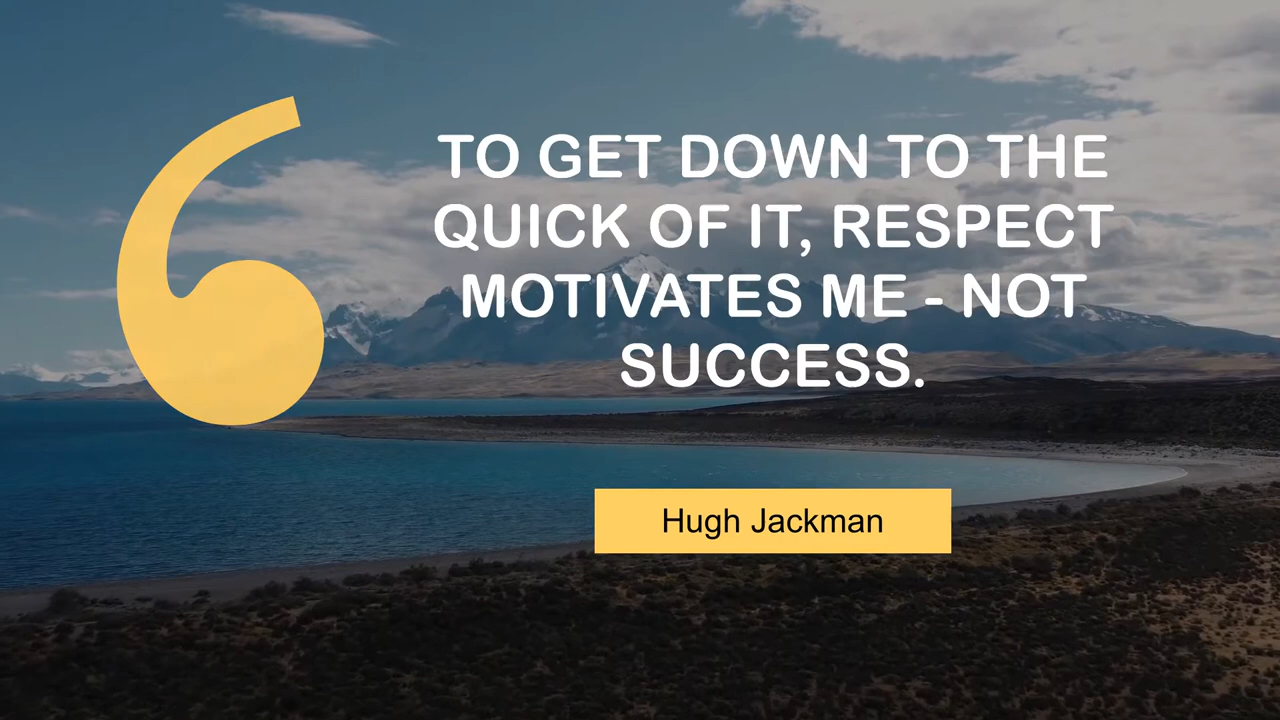 TO GET DOWN TO THE
QUICK OF IT, RESPECT
MOTIVATES ME - NOT
SUCCESS.
Hugh Jackman